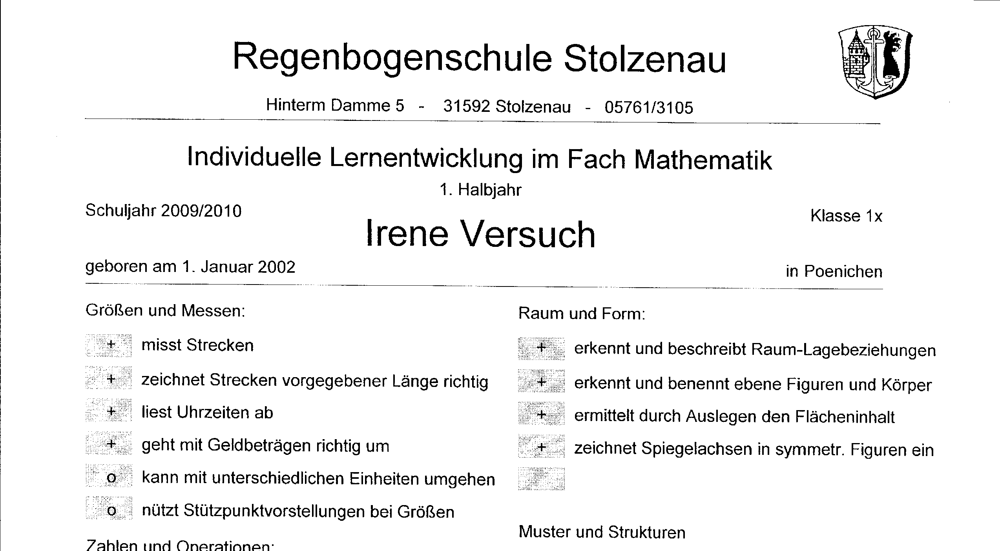 Regenbogenschule Stolzenau
Hinterm Damme 5 - 31592 Stolzenau - 05761/3105
Individuelle Lernentwicklung im Fach Mathematik
1. Halbjahr
Schuljahr 2009/2010
Klasse 1x
Irene Versuch
geboren am 1. Januar 2002
in Poenichen
Größen und Messen:
+ misst Strecken
+ zeichnet Strecken vorgegebener Länge richtig
+ liest Uhrzeiten ab
+ geht mit Geldbeträgen richtig um
o kann mit unterschiedlichen Einheiten umgehen
o nützt Stützpunktvorstellungen bei Größen
Zahlen und Operationen:
Raum und Form:
+ erkennt und beschreibt Raum-Lagebeziehungen
+ erkennt und benennt ebene Figuren und Körper
+ ermittelt durch Auslegen den Flächeninhalt
+ zeichnet Spiegelachsen in symmetr. Figuren ein
Muster und Strukturen